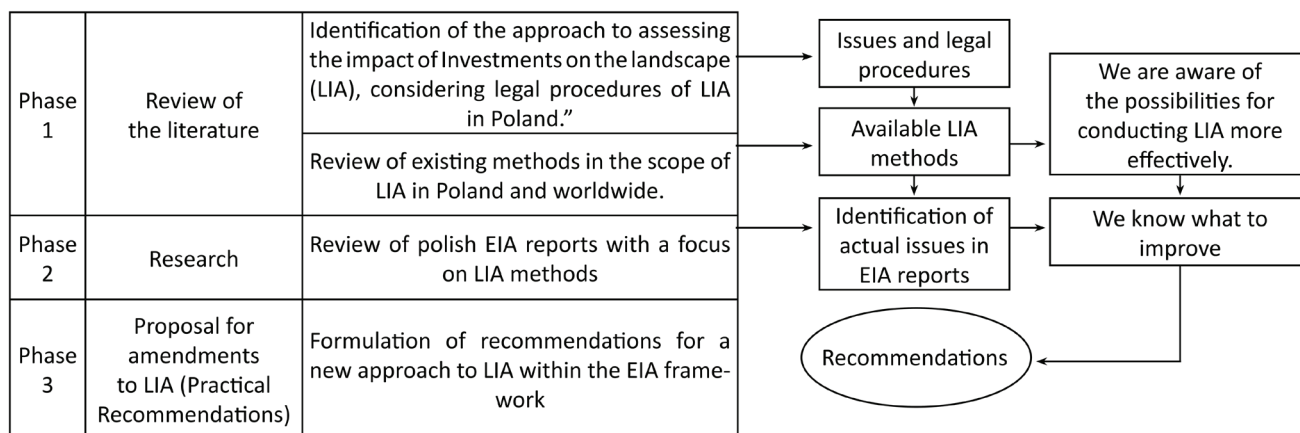 Phase
1
Review of
the literature
Identification of the approach to assessing
the impact of Investments on the landscape
(LIA), considering legal procedures of LIA
in Poland.”
Review of existing methods in the scope of
LIA in Poland and worldwide.
Phase
2
Research
Review of polish EIA reports with a focus
on LIA methods
Phase
3
Proposal for
amendments
to LIA (Practical
Recommendations)
Formulation of recommendations for a
new approach to LIA within the EIA frame-
work
Issues and legal
procedures
Available LIA
methods
Identification of
actual issues in
EIA reports
We are aware of
the possibilities for
conducting LIA more
effectively.
We know what to
improve
Recommendations